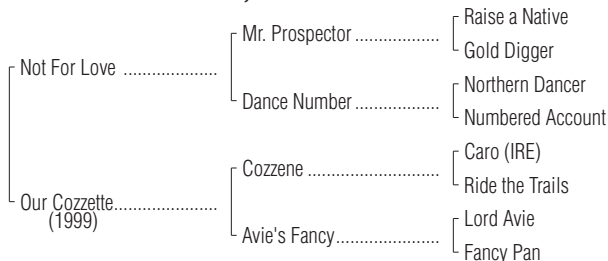 Raise a Native
Mr. Prospector ..................
Gold Digger
Not For Love ....................
Northern Dancer
Dance Number..................
Numbered Account
Caro (IRE)
Cozzene ............................
Ride the Trails
Our Cozzette......................
(1999)
Lord Avie
Avie's Fancy......................
Fancy Pan